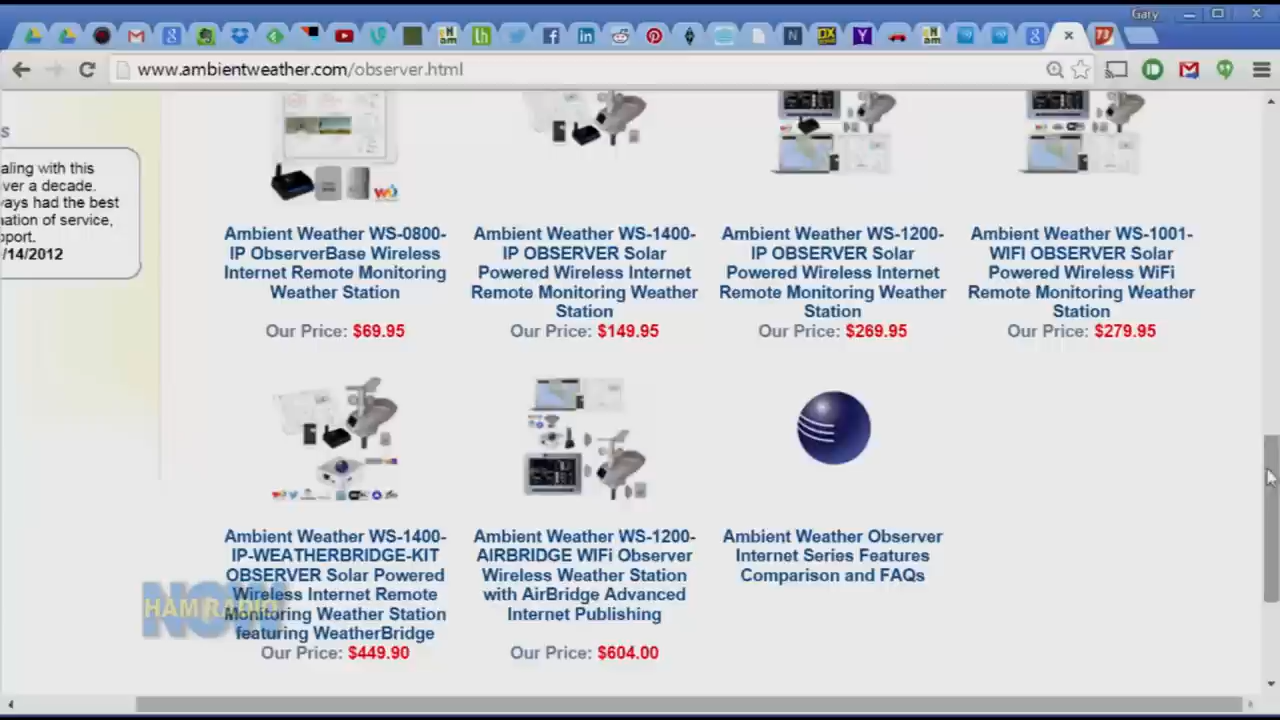 Gary
www.ambientweather.com/observer.html
s
aling with this
ver a decade.
ways had the best
nation of service,
pport.
/14/2012
Ambient Weather WS-0800-
IP ObserverBase Wireless
Internet Remote Monitoring
Weather Station
Our Price: $69.95
Ambient Weather WS-1400-
IP OBSERVER Solar
Powered Wireless Internet
Remote Monitoring Weather
Station
Our Price: $149.95
Ambient Weather WS-1200-
IP OBSERVER Solar
Powered Wireless Internet
Remote Monitoring Weather
Station
Our Price: $269.95
Ambient Weather WS-1001-
WIFI OBSERVER Solar
Powered Wireless WiFi
Remote Monitoring Weather
Station
Our Price: $279.95
Ambient Weather WS-1400-
IP-WEATHERBRIDGE-KIT
OBSERVER Solar Powered
Wireless Internet Remote
Monitoring Weather Station
featuring WeatherBridge
Our Price: $449.90
Ambient Weather WS-1200-
AIRBRIDGE WIFi Observer
Wireless Weather Station
with AirBridge Advanced
Internet Publishing
Our Price: $604.00
Ambient Weather Observer
Internet Series Features
Comparison and FAQs
HAM RADIO
NOW